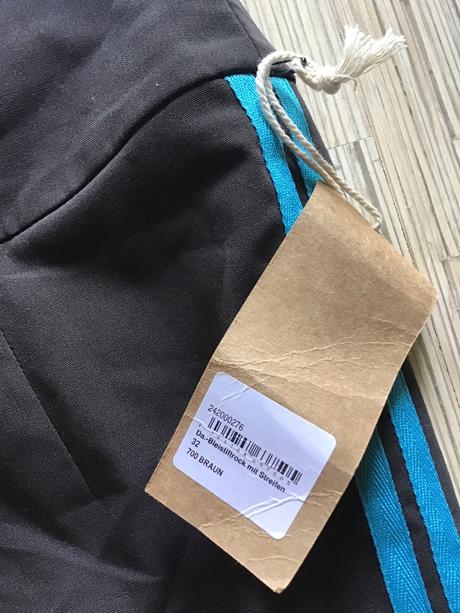 242000276
Da.-Bleistiftrock mit Streifen
32
700 BRAUN